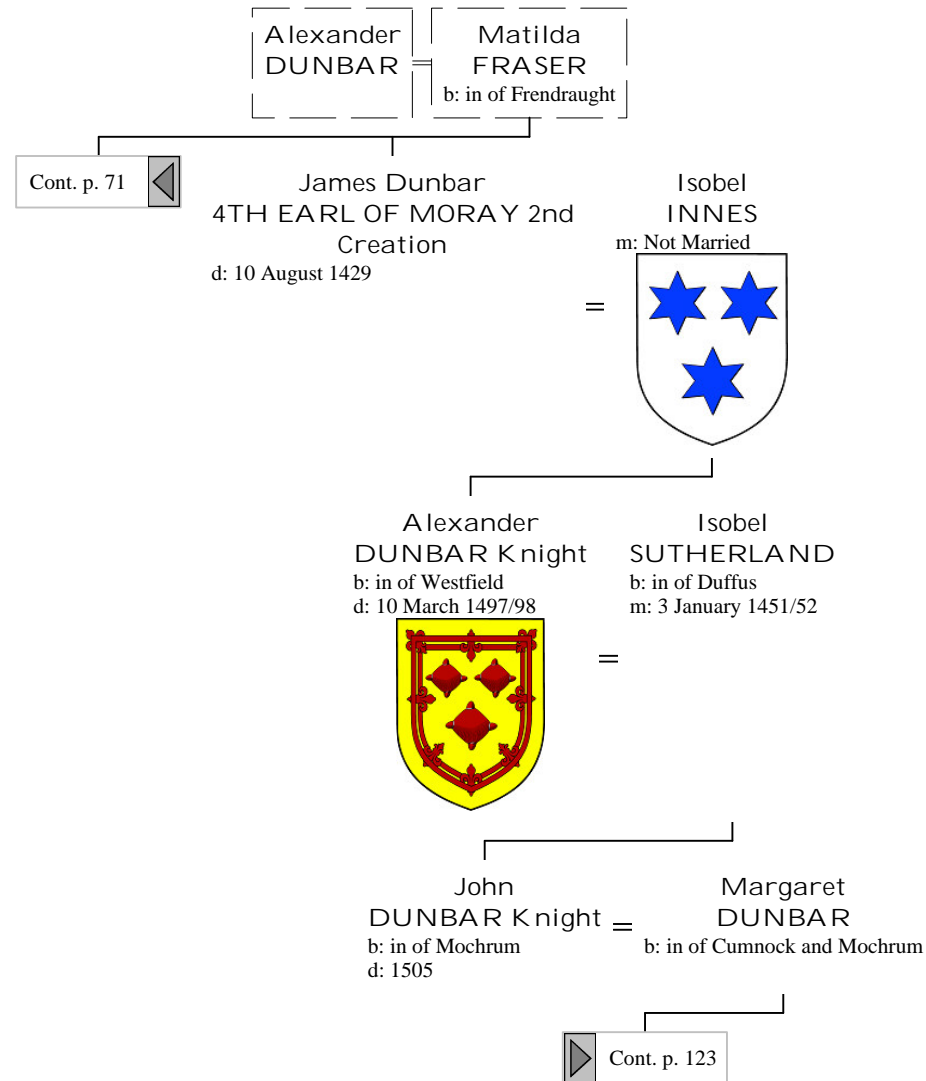 Alexander
DUNBAR
Matilda
FRASER
b: in of Frendraught
Cont. p. 71
James Dunbar
4TH EARL OF MORAY 2nd
Creation
d: 10 August 1429
=
Isobel
INNES
m: Not Married
Alexander
DUNBAR Knight
b: in of Westfield
d: 10 March 1497/98
=
Isobel
SUTHERLAND
b: in of Duffus
m: 3 January 1451/52
John
DUNBAR Knight
b: in of Mochrum
d: 1505
=
Margaret
DUNBAR
b: in of Cumnock and Mochrum
Cont. p. 123